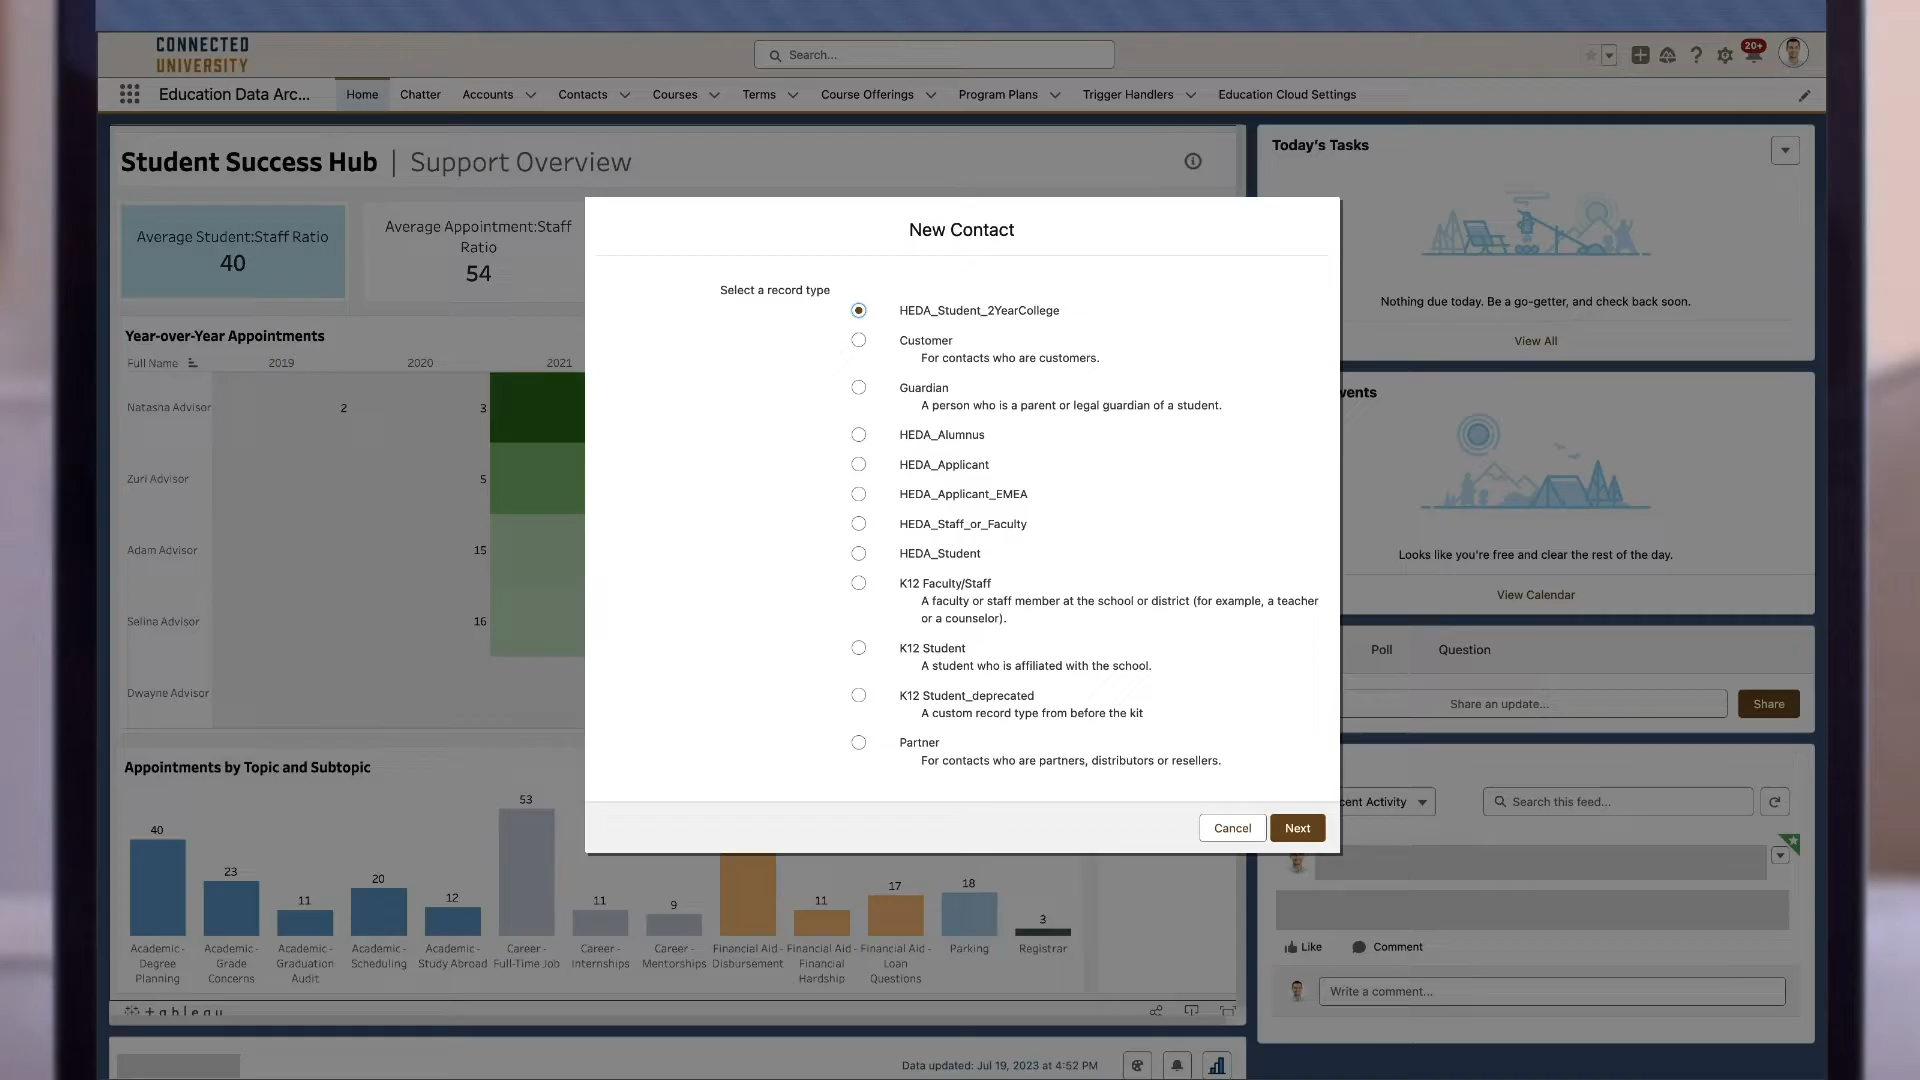 CONNECTED
UNIVERSITY
Search...
20+
Education Data Arc...
Home
Chatter
Accounts
Contacts
Courses
Terms
Course Offerings
Program Plans
Trigger Handlers
Education Cloud Settings
Student Success Hub | Support Overview
Average Student:Staff Ratio
40
Average Appointment:Staff
Ratio
54
Year-over-Year Appointments
Full Name
2019
2020
2021
Natasha Advisor
2
3
Zuri Advisor
5
Adam Advisor
15
Selina Advisor
16
Dwayne Advisor
Appointments by Topic and Subtopic
40
23
11
20
12
53
11
9
11
17
18
3
Academic -
Degree
Planning
Academic -
Grade
Concerns
Academic -
Graduation
Audit
Academic -
Scheduling
Academic -
Study Abroad
Career -
Full-Time Job
Career -
Internships
Career -
Mentorships
Financial Aid -
Disbursement
Financial Aid -
Financial
Hardship
Financial Aid -
Loan
Questions
Parking
Registrar
+ableau
Data updated: Jul 19, 2023 at 4:52 PM
New Contact
Select a record type
HEDA_Student_2YearCollege
Customer
For contacts who are customers.
Guardian
A person who is a parent or legal guardian of a student.
HEDA_Alumnus
HEDA_Applicant
HEDA_Applicant_EMEA
HEDA_Staff_or_Faculty
HEDA_Student
K12 Faculty/Staff
A faculty or staff member at the school or district (for example, a teacher
or a counselor).
K12 Student
A student who is affiliated with the school.
K12 Student_deprecated
A custom record type from before the kit
Partner
For contacts who are partners, distributors or resellers.
Cancel
Next
Today's Tasks
Nothing due today. Be a go-getter, and check back soon.
View All
vents
Looks like you're free and clear the rest of the day.
View Calendar
Poll
Question
Share an update...
Share
cent Activity
Search this feed...
Like
Comment
Write a comment...